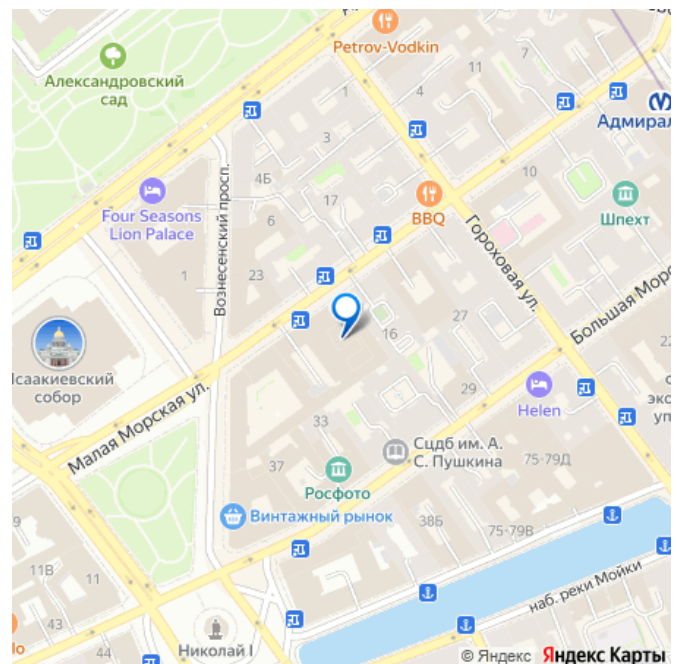 Petrov-Vodkin
Александровский
сад
11
7
1
4
Адмирал
3
4Б
10
17
Four Seasons
Lion Palace
6
BBQ
Шпехт
Вознесенский просп.
Гороховая ул.
1
23
Большая Морс
27
16
Исаакиевский
собор
29
Малая Морская ул.
Helen
33
Сцдб им. А.
С. Пушкина
75-79Д
37
Росфото
Винтажный рынок
38Б
75-79В
9
11В
11
наб. реки Мойки
43
44
Николай I
© Яндекс Яндекс Карты